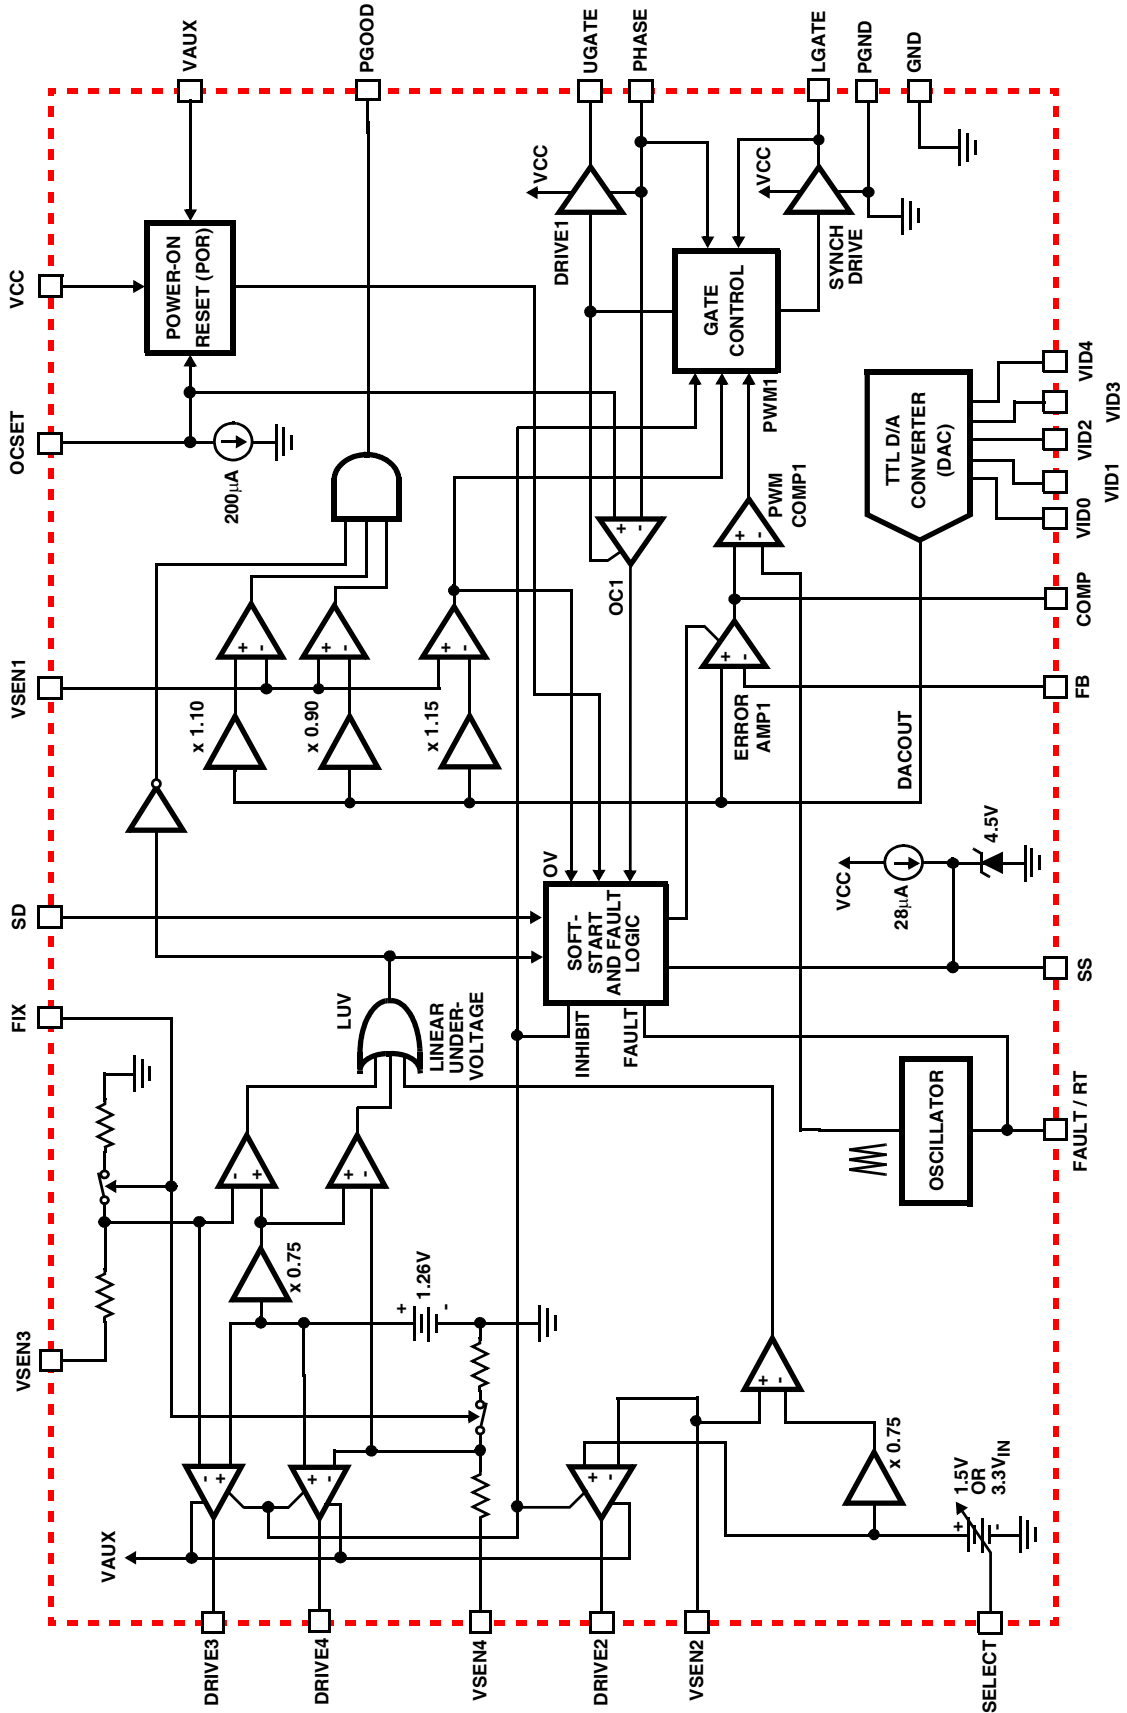 VSEN3
FIX
SD
VSEN1
OCSET
VCC
VAUX
PGOOD
UGATE
PHASE
LGATE
PGND
GND
VID4
VID3
VID2
VID1
VID0
COMP
FB
SS
FAULT / RT
SELECT
VSEN2
DRIVE2
VSEN4
DRIVE4
DRIVE3
VAUX
POWER-ON
RESET (POR)
200µA
x 1.10
x 0.90
x 1.15
+
-
+
-
+
-
LUV
LINEAR
UNDER-
VOLTAGE
-
+
+
-
x 0.75
+
1.26V
-
-
+
+
-
+
-
+
-
x 0.75
1.5V
OR
3.3VIN
+
-
OV
SOFT-
START
AND FAULT
LOGIC
INHIBIT
FAULT
OC1
+
-
VCC
DRIVE1
GATE
CONTROL
PWM1
VCC
SYNCH
DRIVE
PWM
COMP1
+
-
ERROR
AMP1
+
-
TTL D/A
CONVERTER
(DAC)
DACOUT
VCC
28µA
4.5V
OSCILLATOR